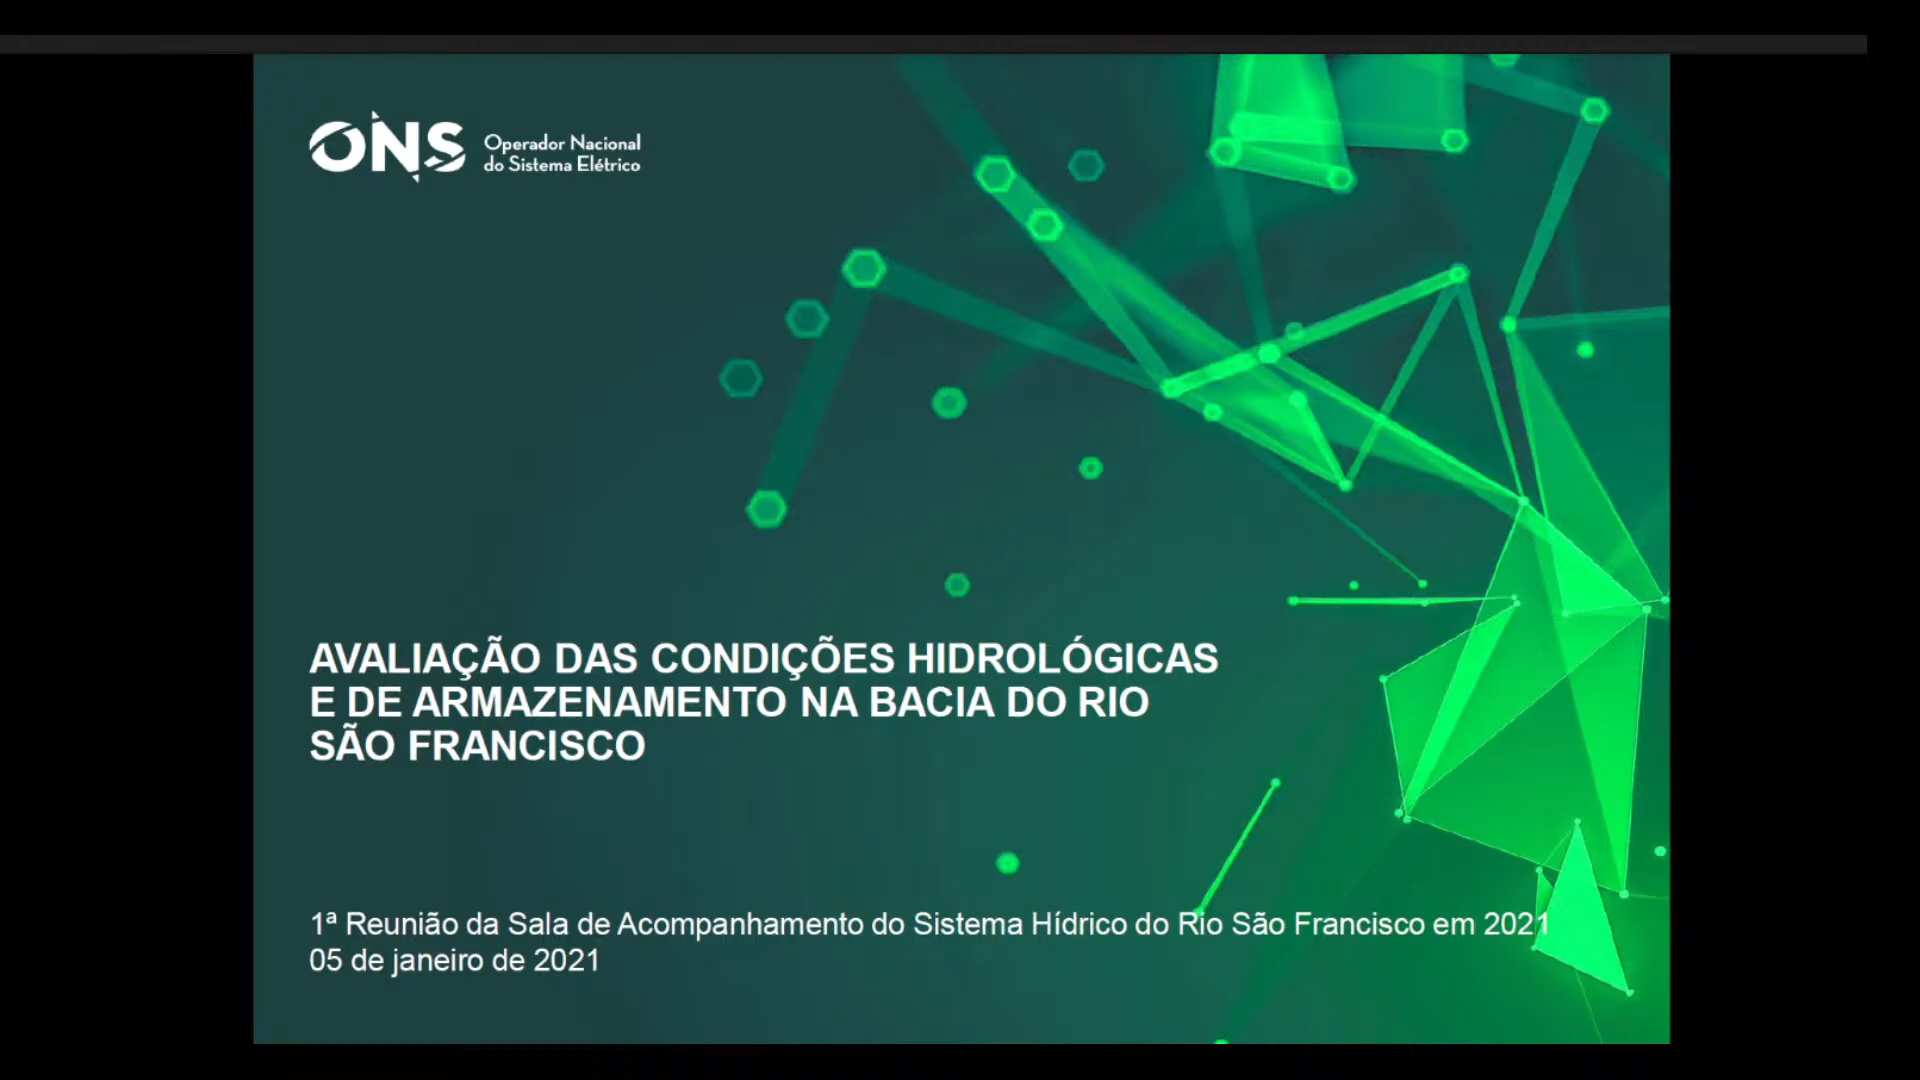 ONS
Operador Nacional
do Sistema Elétrico
AVALIAÇÃO DAS CONDIÇÕES HIDROLÓGICAS
E DE ARMAZENAMENTO NA BACIA DO RIO
SÃO FRANCISCO
1ª Reunião da Sala de Acompanhamento do Sistema Hídrico do Rio São Francisco em 2021
05 de janeiro de 2021